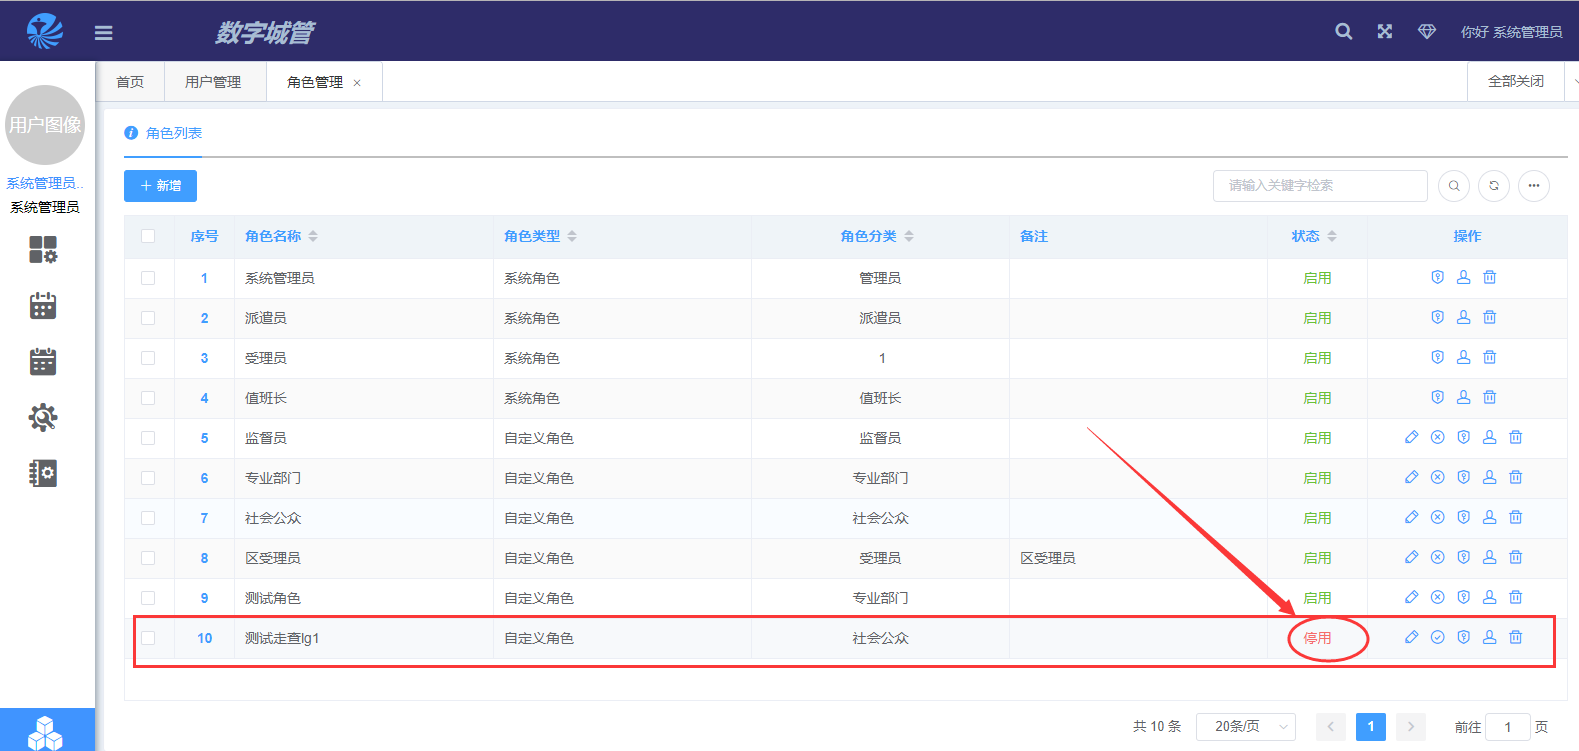 数字城管
你好 系统管理员
首页 用户管理 角色管理 × 全部关闭
用户图像
系统管理员..
系统管理员
角色列表
+ 新增 请输入关键字检索
序号 角色名称 角色类型 角色分类 备注 状态 操作
1 系统管理员 系统角色 管理员 启用
2 派遣员 系统角色 派遣员 启用
3 受理员 系统角色 1 启用
4 值班长 系统角色 值班长 启用
5 监督员 自定义角色 监督员 启用
6 专业部门 自定义角色 专业部门 启用
7 社会公众 自定义角色 社会公众 启用
8 区受理员 自定义角色 受理员 区受理员 启用
9 测试角色 自定义角色 专业部门 启用
10 测试走查lg1 自定义角色 社会公众 停用
共 10 条 20条/页 1 前往 1 页